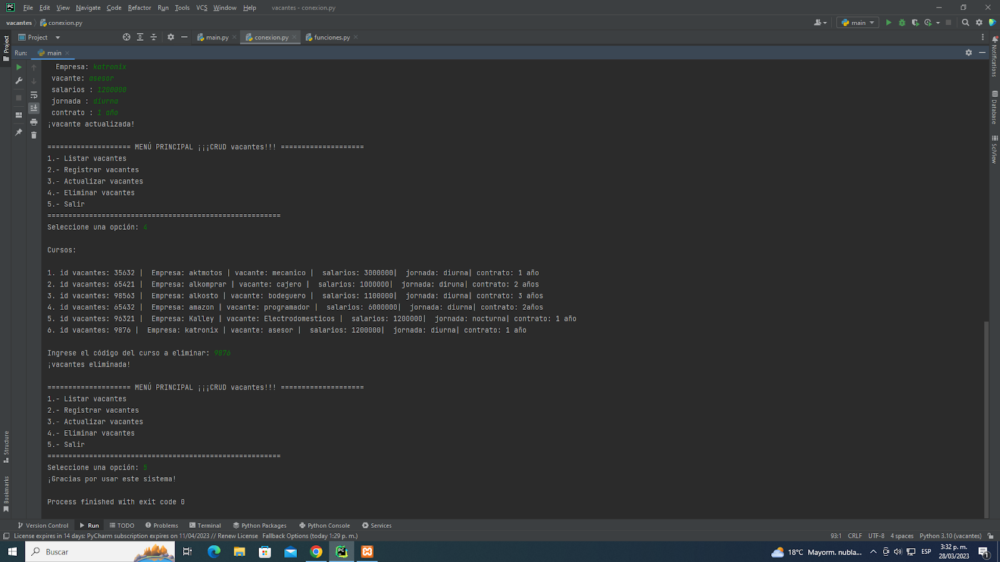 File Edit View Navigate Code Refactor Run Tools VCS Window Help vacantes - conexion.py
vacantes conexion.py main
Project main.py conexion.py funciones.py
Run: main
Empresa: katronix
vacante: asesor
salarios : 1200000
jornada : diurna
contrato : 1 año
¡vacante actualizada!
==================== MENÚ PRINCIPAL ¡¡¡CRUD vacantes!!! ====================
1.- Listar vacantes
2.- Registrar vacantes
3.- Actualizar vacantes
4.- Eliminar vacantes
5.- Salir
========================================================
Seleccione una opción: 4
Cursos:
1. id vacantes: 35632 |  Empresa: aktmotos | vacante: mecanico |  salarios: 3000000|  jornada: diurna| contrato: 1 año
2. id vacantes: 65421 |  Empresa: alkomprar | vacante: cajero |  salarios: 1000000|  jornada: diruna| contrato: 2 años
3. id vacantes: 98563 |  Empresa: alkosto | vacante: bodeguero |  salarios: 1100000|  jornada: diurna| contrato: 3 años
4. id vacantes: 65432 |  Empresa: amazon | vacante: programador |  salarios: 6000000|  jornada: diurna| contrato: 2años
5. id vacantes: 96321 |  Empresa: Kalley | vacante: Electrodomesticos |  salarios: 1200000|  jornada: nocturna| contrato: 1 año
6. id vacantes: 9876 |  Empresa: katronix | vacante: asesor |  salarios: 1200000|  jornada: diurna| contrato: 1 año
Ingrese el código del curso a eliminar: 9876
¡vacantes eliminada!
==================== MENÚ PRINCIPAL ¡¡¡CRUD vacantes!!! ====================
1.- Listar vacantes
2.- Registrar vacantes
3.- Actualizar vacantes
4.- Eliminar vacantes
5.- Salir
========================================================
Seleccione una opción: 5
¡Gracias por usar este sistema!
Process finished with exit code 0
Project
Structure
Bookmarks
Notifications
Database
SciView
Version Control Run TODO Problems Terminal Python Packages Python Console Services
License expires in 14 days: PyCharm subscription expires on 11/04/2023 // Renew License Fallback Options (today 1:29 p. m.) 93:1 CRLF UTF-8 4 spaces Python 3.10 (vacantes)
Buscar 18°C Mayorm. nubla... ESP 3:32 p. m.
28/03/2023 1